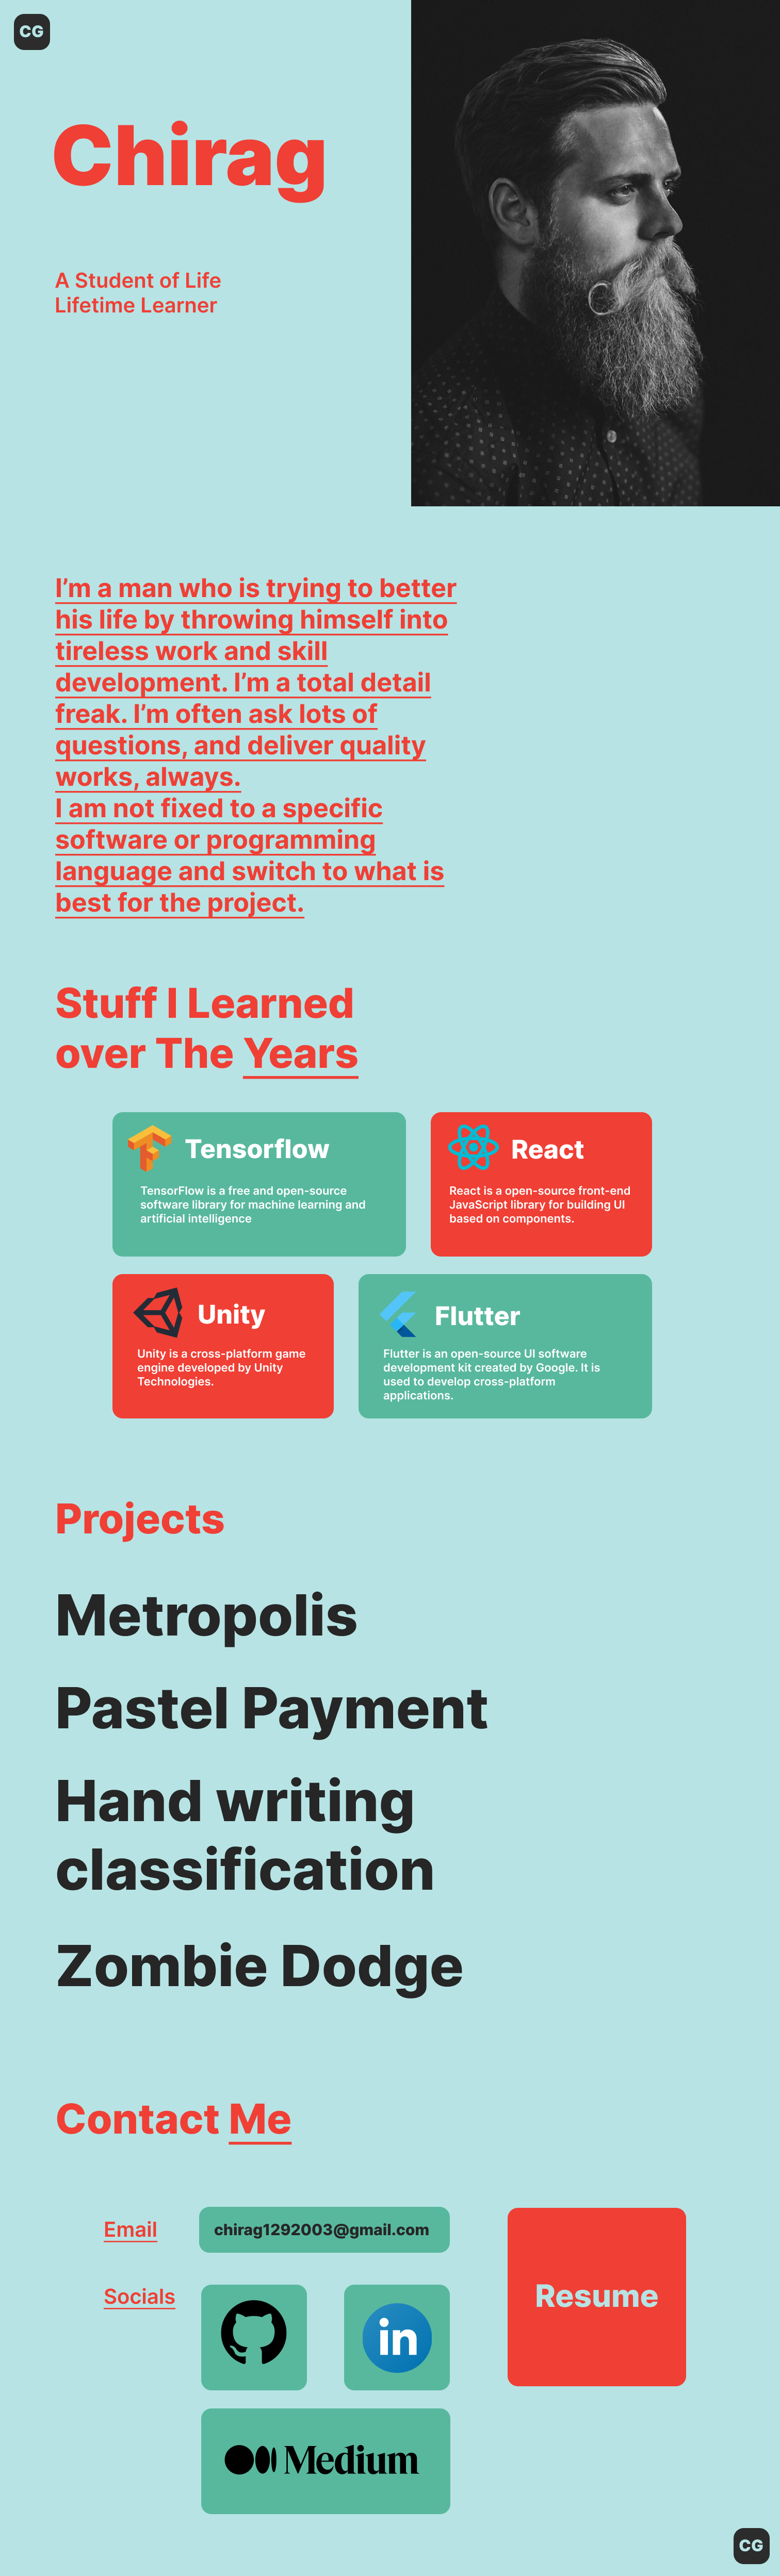 CG
Chirag
A Student of Life
Lifetime Learner
I’m a man who is trying to better
his life by throwing himself into
tireless work and skill
development. I’m a total detail
freak. I’m often ask lots of
questions, and deliver quality
works, always.
I am not fixed to a specific
software or programming
language and switch to what is
best for the project.
Stuff I Learned
over The Years
Tensorflow
TensorFlow is a free and open-source
software library for machine learning and
artificial intelligence
React
React is a open-source front-end
JavaScript library for building UI
based on components.
Unity
Unity is a cross-platform game
engine developed by Unity
Technologies.
Flutter
Flutter is an open-source UI software
development kit created by Google. It is
used to develop cross-platform
applications.
Projects
Metropolis
Pastel Payment
Hand writing
classification
Zombie Dodge
Contact Me
Email
chirag1292003@gmail.com
Socials
in
Resume
Medium
CG